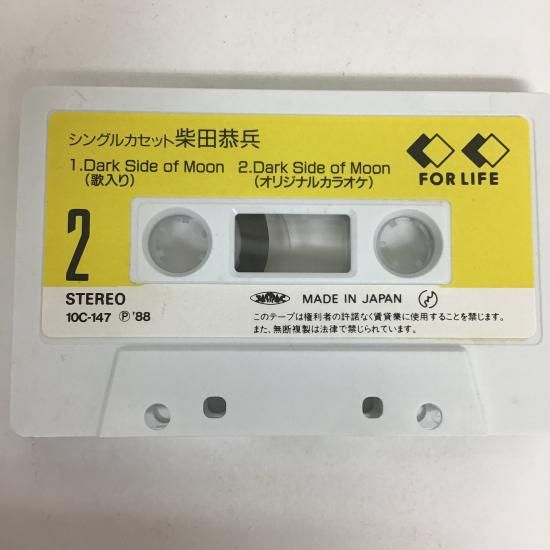 シングルカセット柴田恭兵
1.Dark Side of Moon 2.Dark Side of Moon
(歌入り) (オリジナルカラオケ)
FOR LIFE
2
STEREO
MADE IN JAPAN
10C-147 Ⓟ'88
このテープは権利者の許諾なく賃貸業に使用することを禁じます。
また、無断複製は法律で禁じられています。